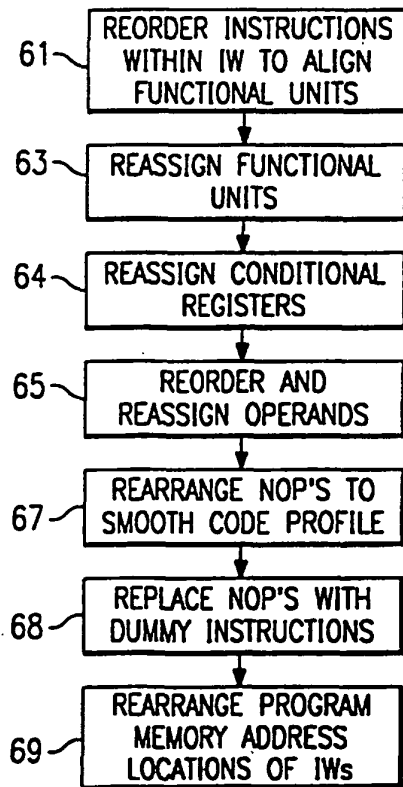 61
REORDER INSTRUCTIONS
WITHIN IW TO ALIGN
FUNCTIONAL UNITS
63
REASSIGN FUNCTIONAL
UNITS
64
REASSIGN CONDITIONAL
REGISTERS
65
REORDER AND
REASSIGN OPERANDS
67
REARRANGE NOP'S TO
SMOOTH CODE PROFILE
68
REPLACE NOP'S WITH
DUMMY INSTRUCTIONS
69
REARRANGE PROGRAM
MEMORY ADDRESS
LOCATIONS OF IWs